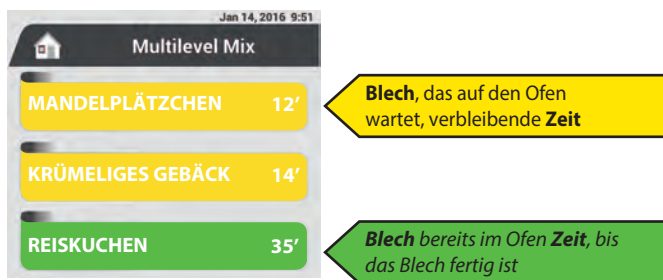 Jan 14, 2016 9:51
Multilevel Mix
MANDELPLÄTZCHEN 12′
Blech, das auf den Ofen
wartet, verbleibende Zeit
KRÜMELIGES GEBÄCK 14′
REISKUCHEN 35′
Blech bereits im Ofen Zeit, bis
das Blech fertig ist